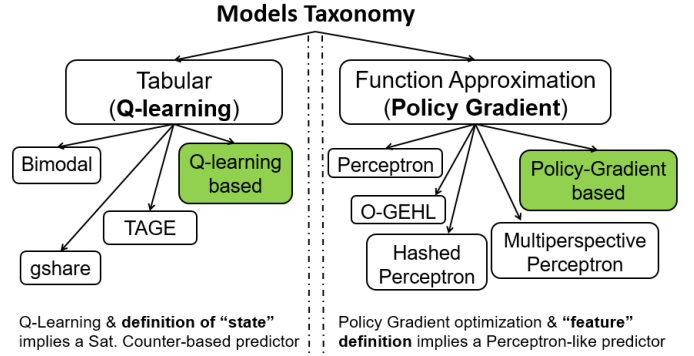 Models Taxonomy
Tabular
(Q-learning)
Function Approximation
(Policy Gradient)
Bimodal
Q-learning
based
TAGE
gshare
Perceptron
O-GEHL
Hashed
Perceptron
Multiperspective
Perceptron
Policy-Gradient
based
Q-Learning & definition of “state”
implies a Sat. Counter-based predictor
Policy Gradient optimization & “feature”
definition implies a Perceptron-like predictor